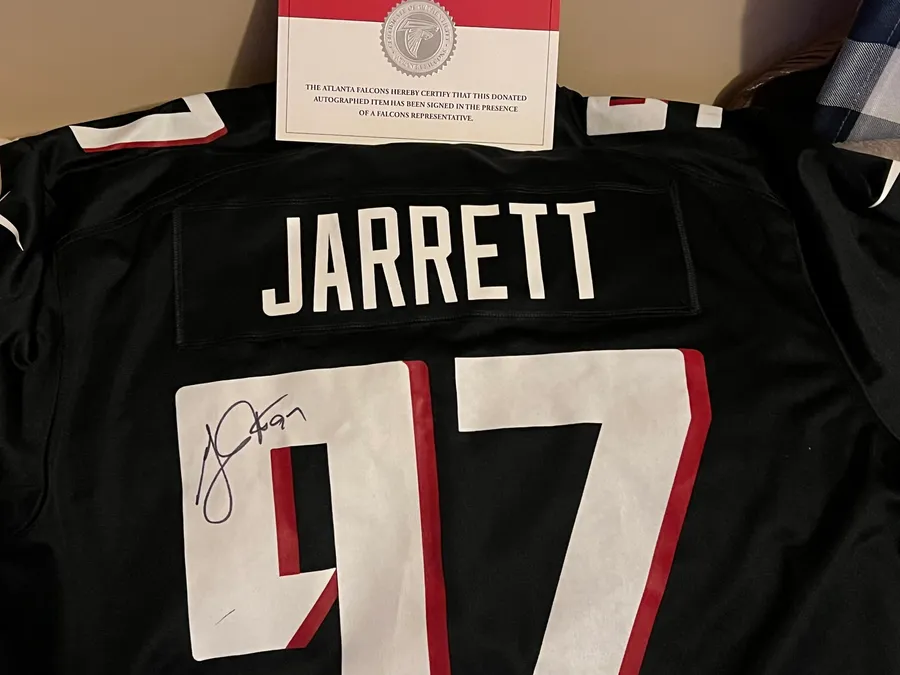 THE ATLANTA FALCONS HEREBY CERTIFY THAT THIS DONATED
AUTOGRAPHED ITEM HAS BEEN SIGNED IN THE PRESENCE
OF A FALCONS REPRESENTATIVE.
JARRETT
97